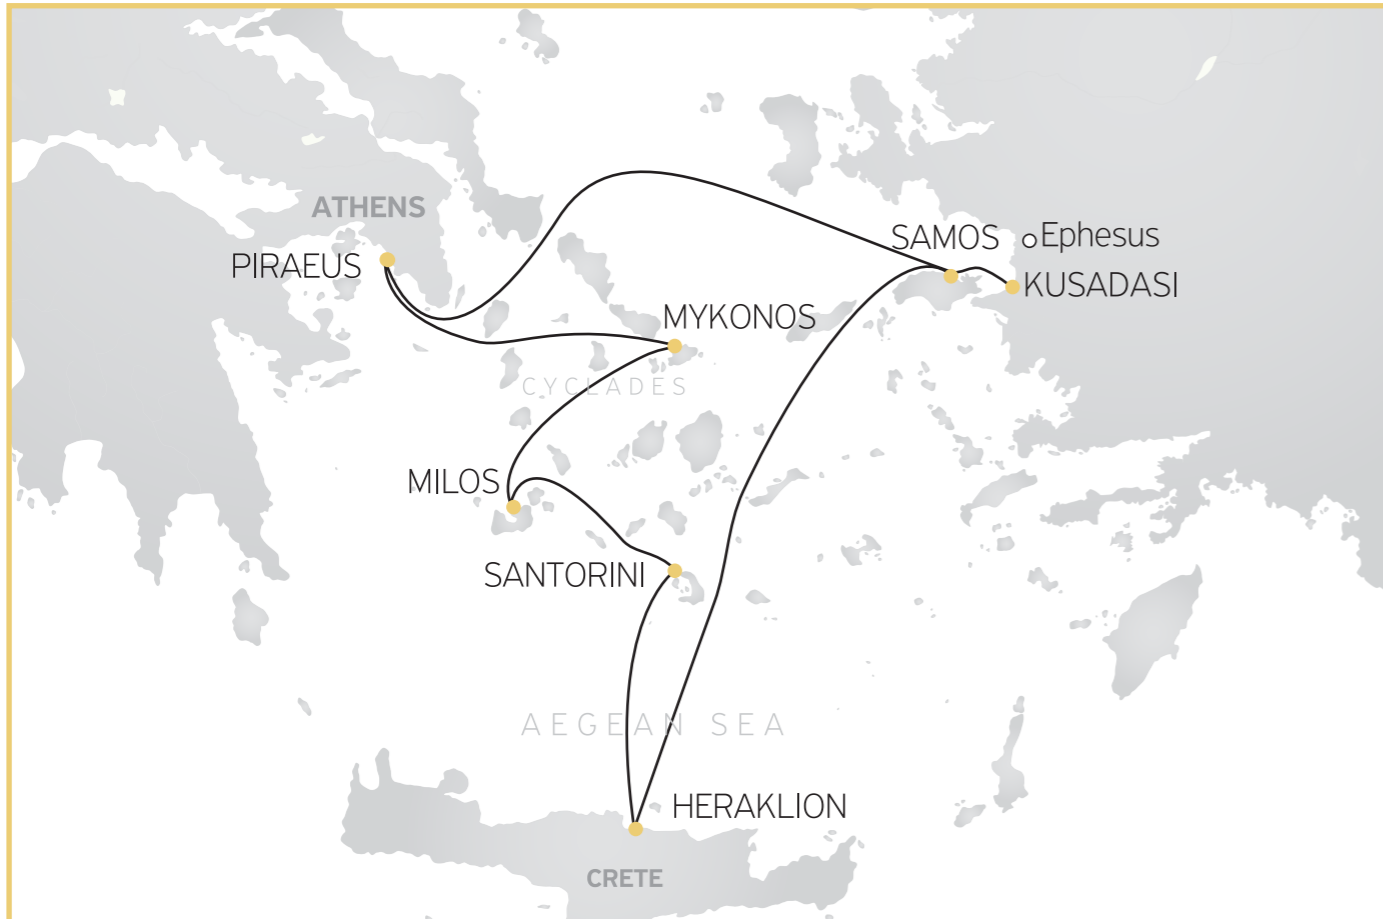 ATHENS
PIRAEUS
SAMOS
Ephesus
KUSADASI
MYKONOS
CYCLADES
MILOS
SANTORINI
AEGEAN SEA
HERAKLION
CRETE